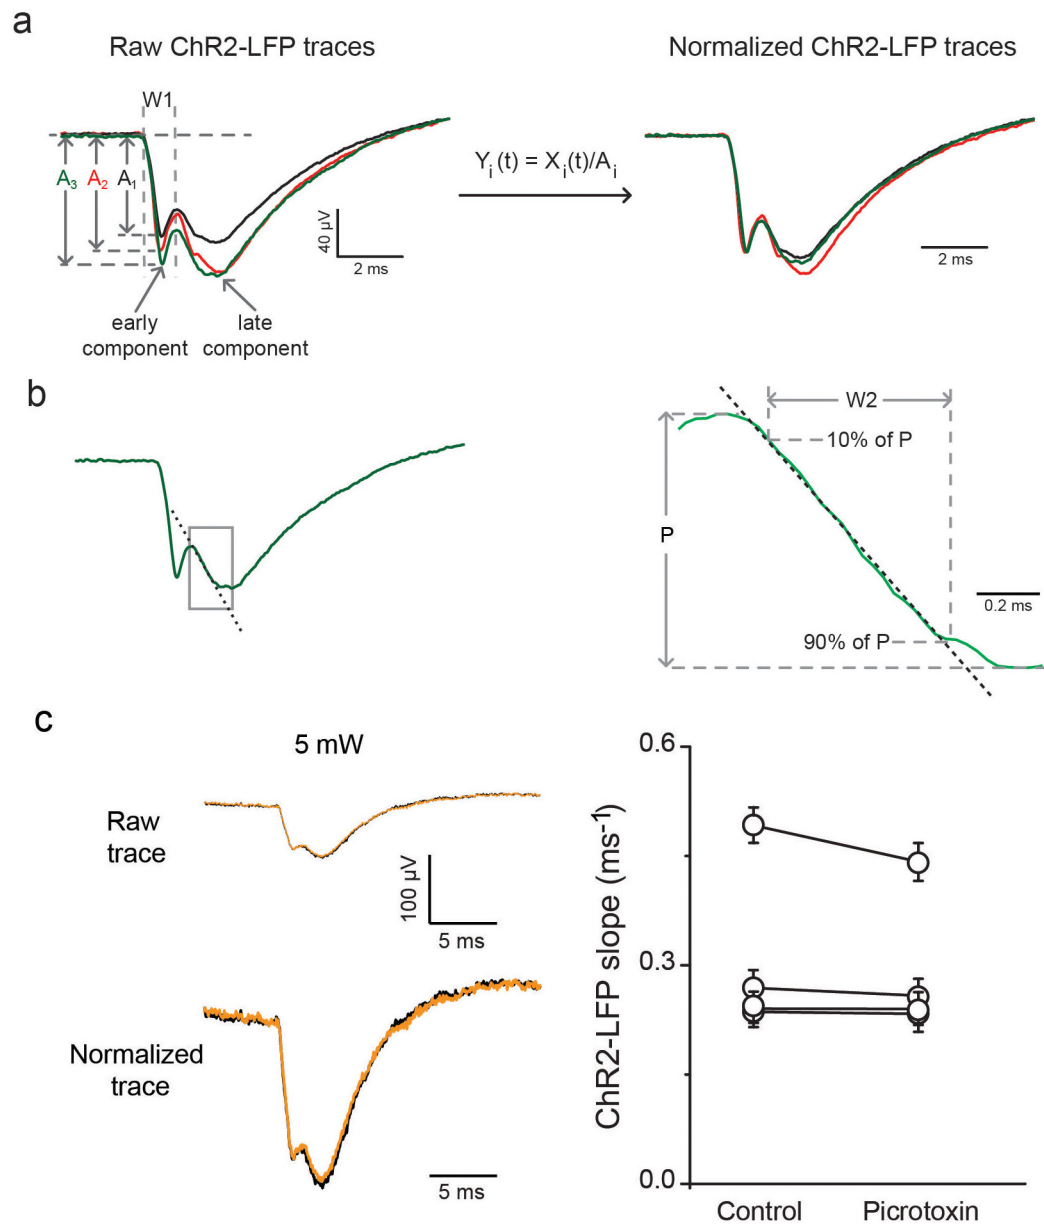 a
Raw ChR2-LFP traces
Normalized ChR2-LFP traces
W1
A3
A2
A1
Yi(t) = Xi(t)/Ai
40 µV
2 ms
2 ms
early
component
late
component
b
W2
10% of P
P
0.2 ms
90% of P
c
5 mW
Raw
trace
100 µV
5 ms
Normalized
trace
5 ms
ChR2-LFP slope (ms-1)
0.6
0.3
0.0
Control
Picrotoxin